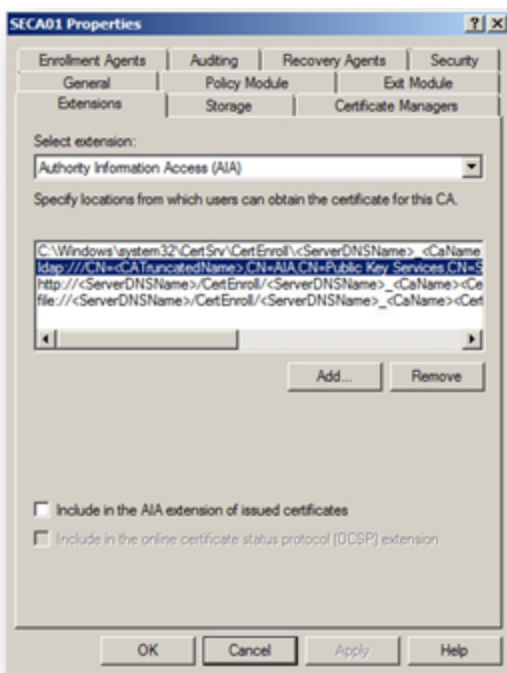 SECA01 Properties
Enrollment Agents Auditing Recovery Agents Security
General Policy Module Exit Module
Extensions Storage Certificate Managers
Select extension:
Authority Information Access (AIA)
Specify locations from which users can obtain the certificate for this CA.
C:\Windows\system32\CertSrv\CertEnroll\<ServerDNSName>_<CaName
ldap:///CN=<CATruncatedName>,CN=AIA,CN=Public Key Services,CN=S
http://<ServerDNSName>/CertEnroll/<ServerDNSName>_<CaName><Ce
file://<ServerDNSName>/CertEnroll/<ServerDNSName>_<CaName><Cert
Add... Remove
Include in the AIA extension of issued certificates
Include in the online certificate status protocol (OCSP) extension
OK Cancel Apply Help